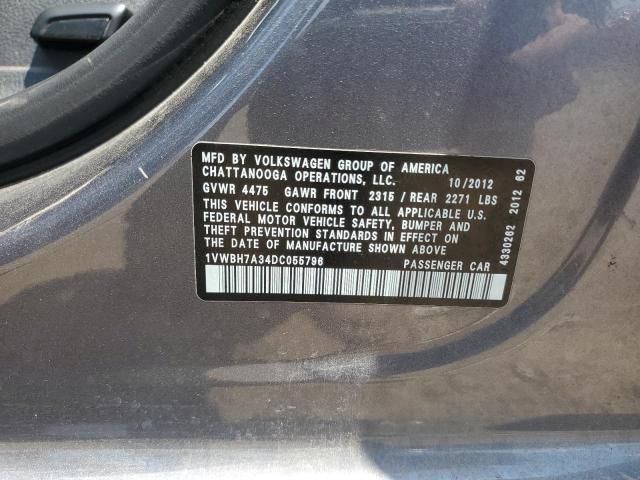 MFD BY VOLKSWAGEN GROUP OF AMERICA
CHATTANOOGA OPERATIONS, LLC. 10/2012
GVWR 4475 GAWR FRONT 2315 / REAR 2271 LBS
THIS VEHICLE CONFORMS TO ALL APPLICABLE U.S.
FEDERAL MOTOR VEHICLE SAFETY, BUMPER AND
THEFT PREVENTION STANDARDS IN EFFECT ON
THE DATE OF MANUFACTURE SHOWN ABOVE.
1VWBH7A34DC055796 PASSENGER CAR
4330262 2012 62